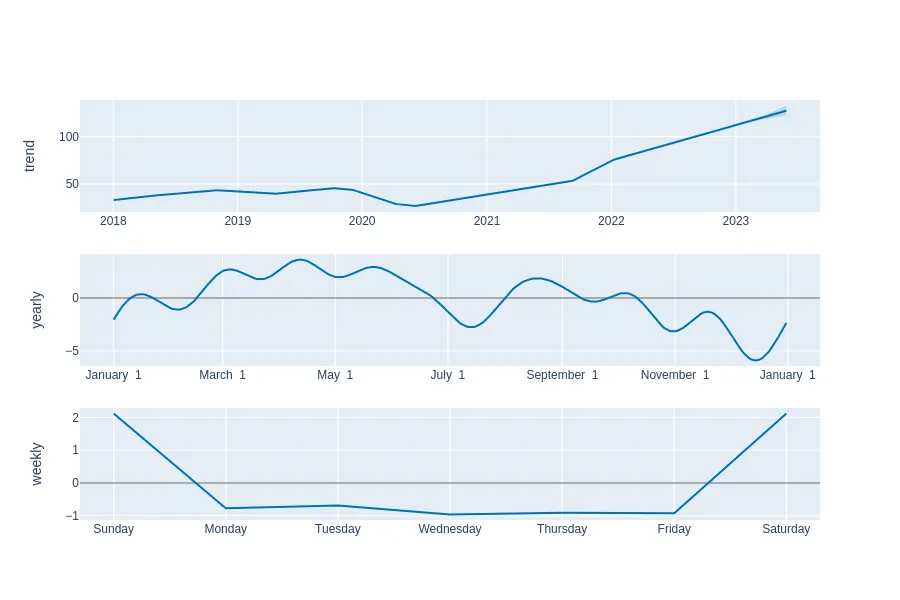 trend
100
50
2018 2019 2020 2021 2022 2023
yearly
0
−5
January 1 March 1 May 1 July 1 September 1 November 1 January 1
weekly
2
1
0
−1
Sunday Monday Tuesday Wednesday Thursday Friday Saturday